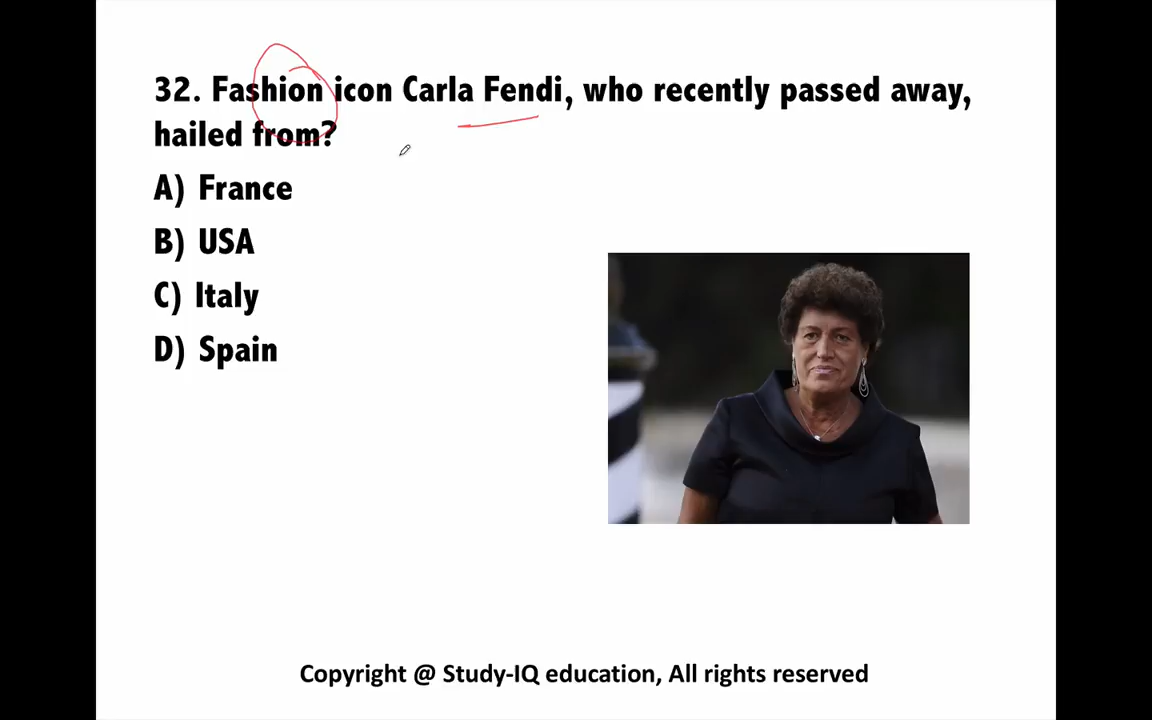 32. Fashion icon Carla Fendi, who recently passed away,
hailed from?
A) France
B) USA
C) Italy
D) Spain
Copyright @ Study-IQ education, All rights reserved